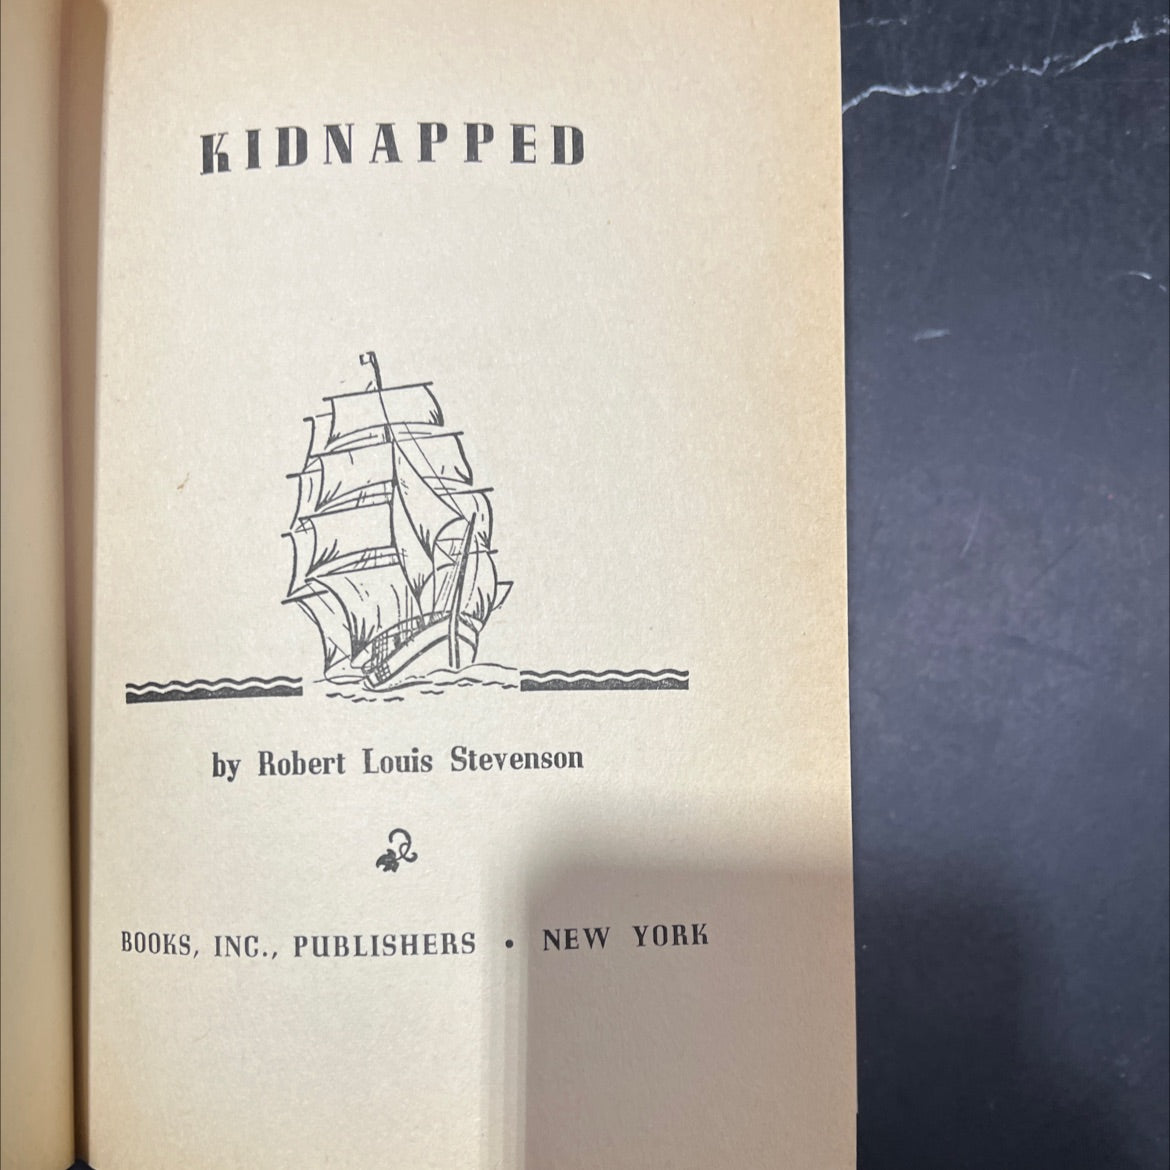 KIDNAPPED
by Robert Louis Stevenson
BOOKS, INC., PUBLISHERS • NEW YORK